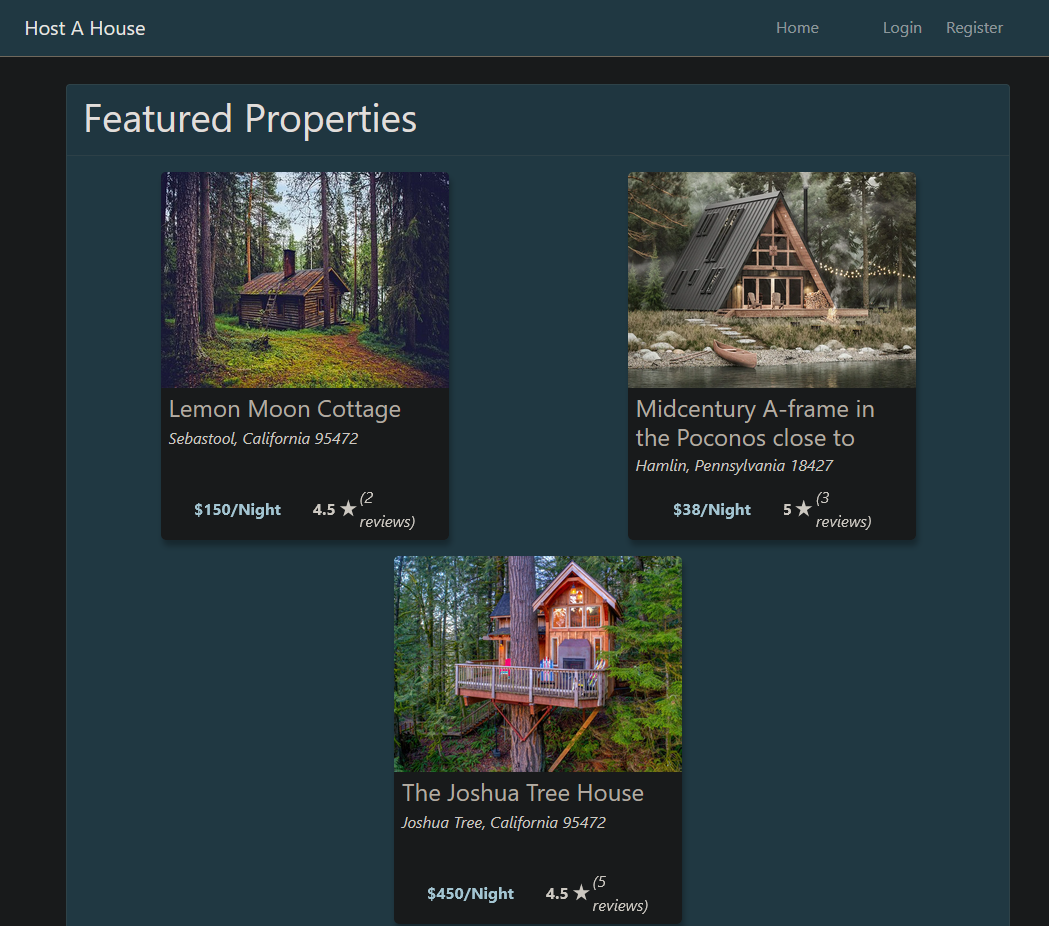 Host A House
Home Login Register
Featured Properties
Lemon Moon Cottage
Sebastool, California 95472
$150/Night 4.5 ★ (2
reviews)
Midcentury A-frame in
the Poconos close to
Hamlin, Pennsylvania 18427
$38/Night 5 ★ (3
reviews)
The Joshua Tree House
Joshua Tree, California 95472
$450/Night 4.5 ★ (5
reviews)